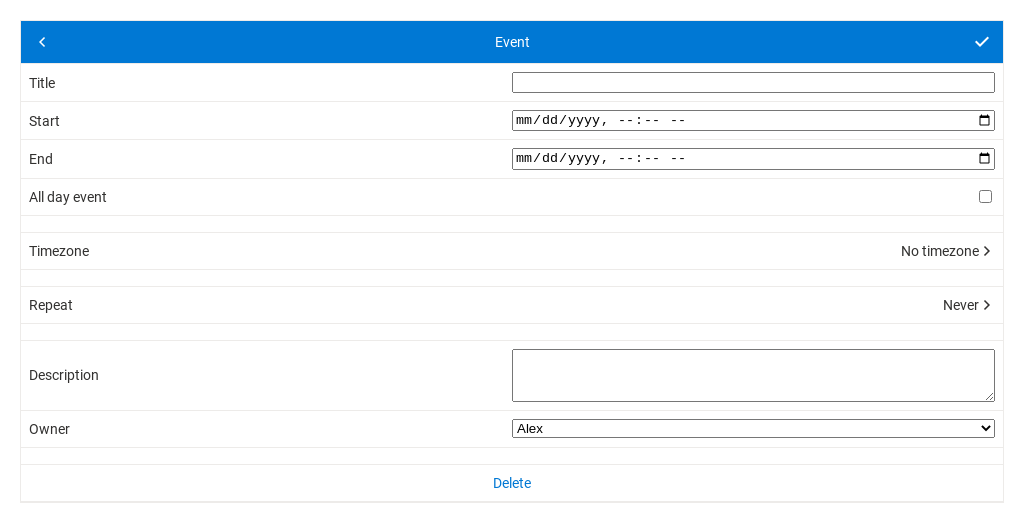 Event
Title
Start mm/dd/yyyy, --:-- --
End mm/dd/yyyy, --:-- --
All day event
Timezone No timezone
Repeat Never
Description
Owner Alex
Delete